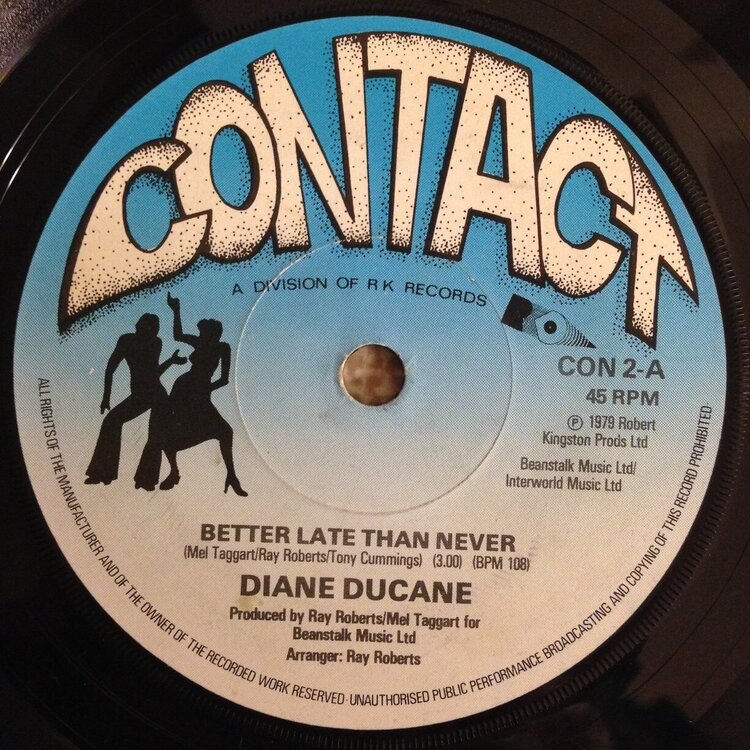 CONTACT
A DIVISION OF R K RECORDS
RK
CON 2-A
45 RPM
℗ 1979 Robert
Kingston Prods Ltd
Beanstalk Music Ltd/
Interworld Music Ltd
BETTER LATE THAN NEVER
(Mel Taggart/Ray Roberts/Tony Cummings) (3.00) (BPM 108)
DIANE DUCANE
Produced by Ray Roberts/Mel Taggart for
Beanstalk Music Ltd
Arranger: Ray Roberts
ALL RIGHTS OF THE MANUFACTURER AND OF THE OWNER OF THE RECORDED WORK RESERVED · UNAUTHORISED PUBLIC PERFORMANCE BROADCASTING AND COPYING OF THIS RECORD PROHIBITED